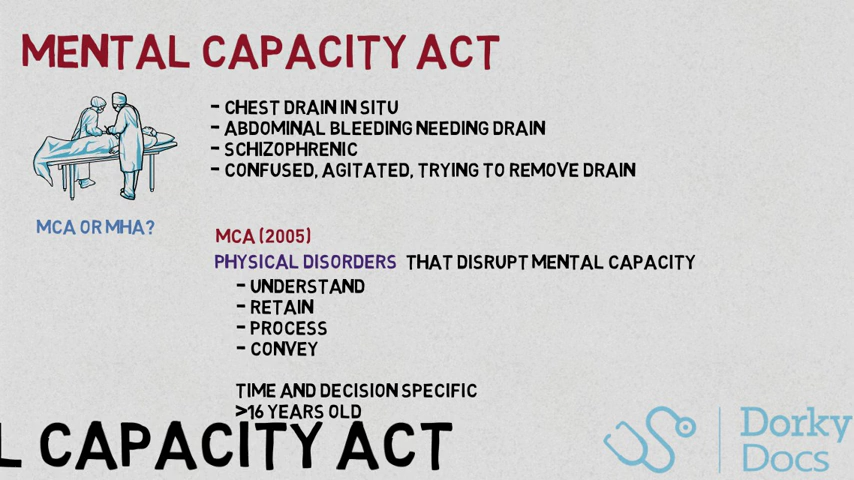 MENTAL CAPACITY ACT
- CHEST DRAIN IN SITU
- ABDOMINAL BLEEDING NEEDING DRAIN
- SCHIZOPHRENIC
- CONFUSED, AGITATED, TRYING TO REMOVE DRAIN
MCA OR MHA?
MCA (2005)
PHYSICAL DISORDERS THAT DISRUPT MENTAL CAPACITY
- UNDERSTAND
- RETAIN
- PROCESS
- CONVEY
TIME AND DECISION SPECIFIC
>16 YEARS OLD
L CAPACITY ACT
Dorky
Docs